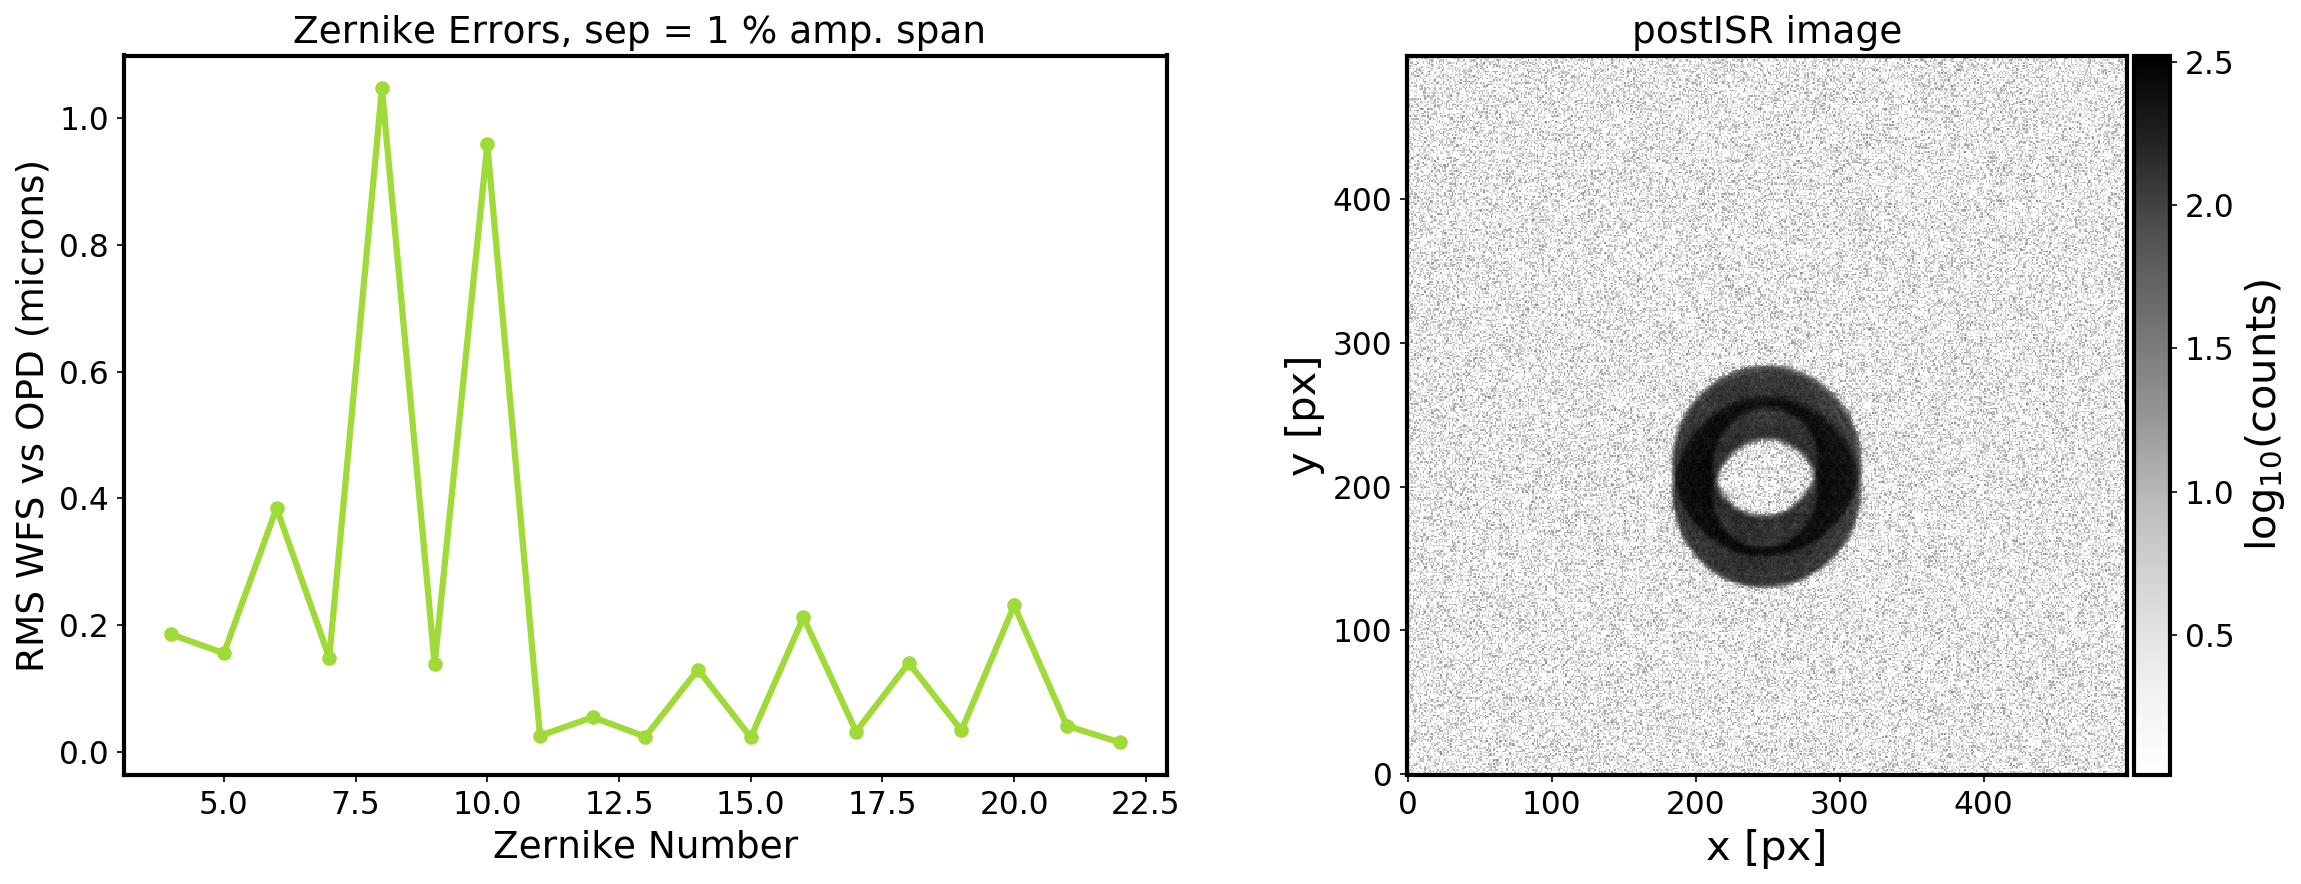 Zernike Errors, sep = 1 % amp. span
RMS WFS vs OPD (microns)
1.0
0.8
0.6
0.4
0.2
0.0
5.0 7.5 10.0 12.5 15.0 17.5 20.0 22.5
Zernike Number
postISR image
y [px]
400
300
200
100
0
0 100 200 300 400
x [px]
2.5
2.0
1.5
1.0
0.5
log₁₀(counts)